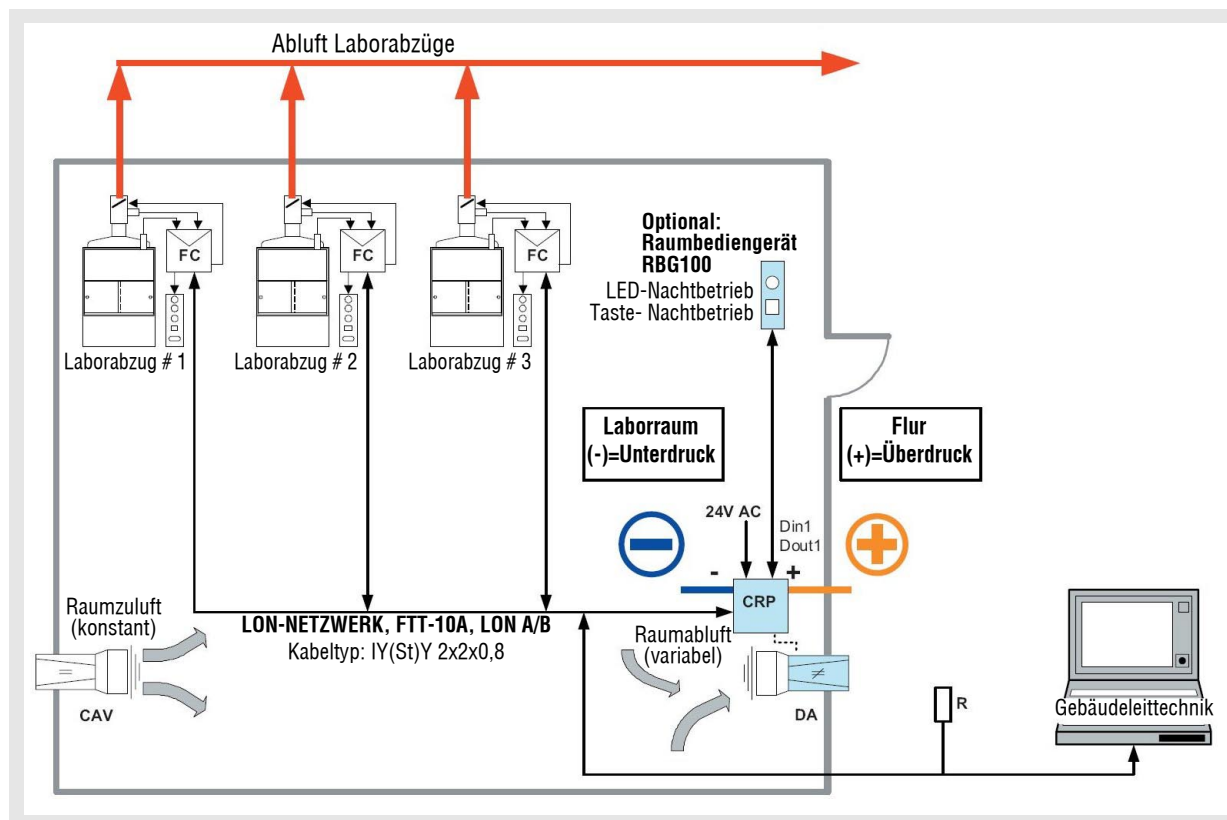 Abluft Laborabzüge
FC
FC
FC
Optional:
Raumbediengerät
RBG100
LED-Nachtbetrieb
Taste- Nachtbetrieb
Laborabzug # 1
Laborabzug # 2
Laborabzug # 3
Laborraum
(-)=Unterdruck
Flur
(+)=Überdruck
24V AC
Din1
Dout1
-
+
CRP
Raumzuluft
(konstant)
LON-NETZWERK, FTT-10A, LON A/B
Kabeltyp: IY(St)Y 2x2x0,8
Raumabluft
(variabel)
=
≠
CAV
DA
R
Gebäudeleittechnik